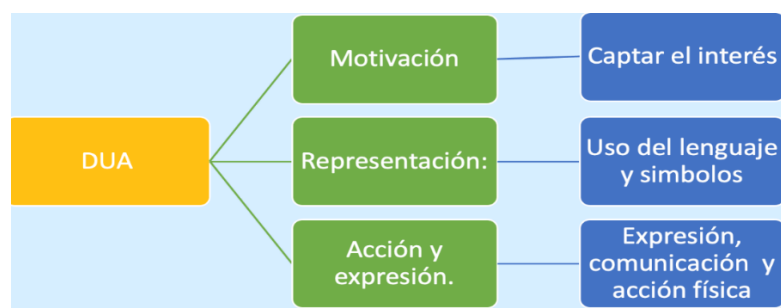 DUA
Motivación
Captar el interés
Representación:
Uso del lenguaje
y simbolos
Acción y
expresión.
Expresión,
comunicación y
acción física